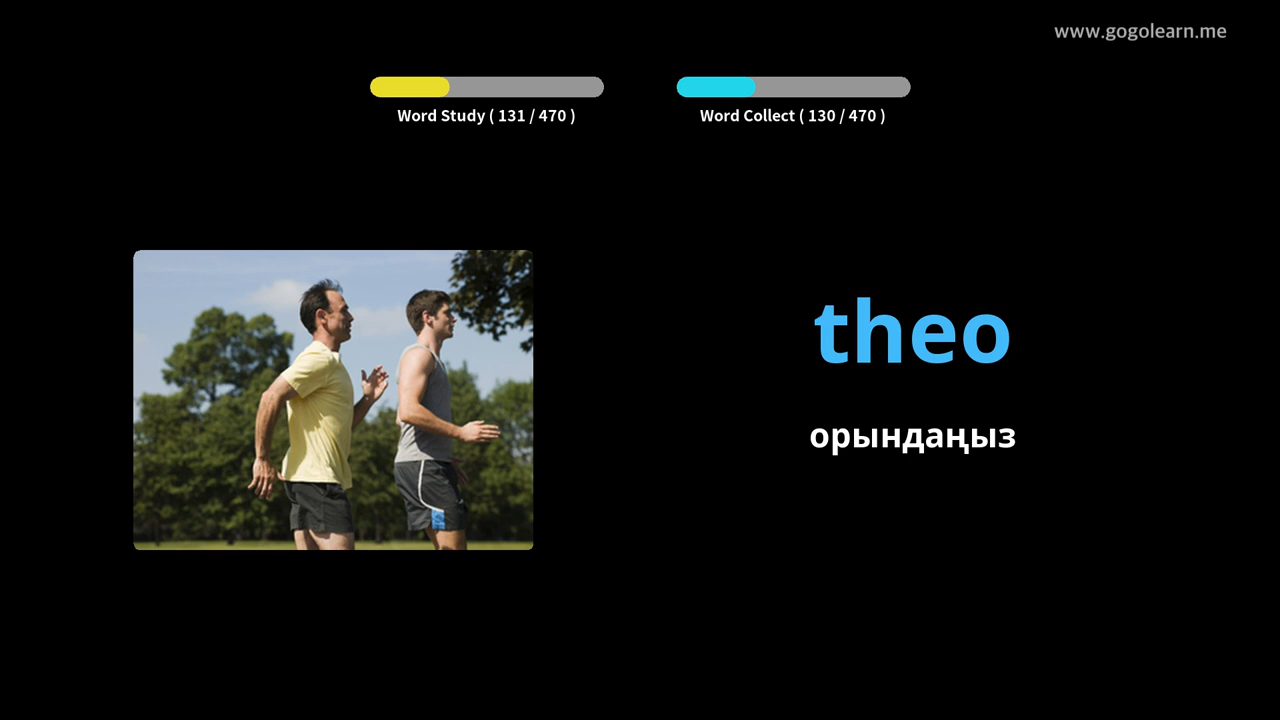 www.gogolearn.me
Word Study ( 131 / 470 )
Word Collect ( 130 / 470 )
theo
орындаңыз